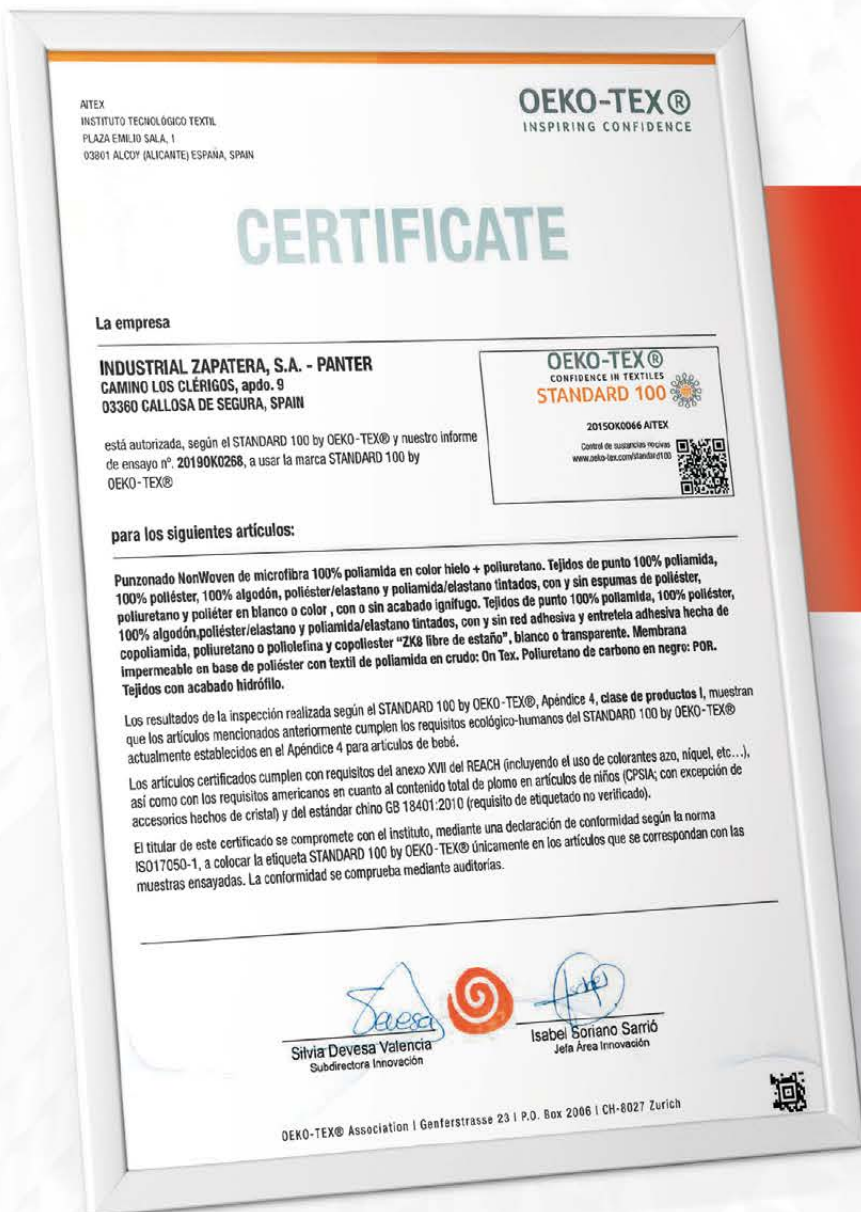 AITEX
INSTITUTO TECNOLÓGICO TEXTIL
PLAZA EMILIO SALA, 1
03801 ALCOY (ALICANTE) ESPAÑA, SPAIN
OEKO-TEX®
INSPIRING CONFIDENCE
CERTIFICATE
La empresa
INDUSTRIAL ZAPATERA, S.A. - PANTER
CAMINO LOS CLÉRIGOS, apdo. 9
03360 CALLOSA DE SEGURA, SPAIN
está autorizada, según el STANDARD 100 by OEKO-TEX® y nuestro informe
de ensayo nº. 2019OK0268, a usar la marca STANDARD 100 by
OEKO-TEX®
OEKO-TEX®
CONFIDENCE IN TEXTILES
STANDARD 100
2015OK0066 AITEX
Control de sustancias nocivas
www.oeko-tex.com/standard100
para los siguientes artículos:
Punzonado NonWoven de microfibra 100% poliamida en color hielo + poliuretano. Tejidos de punto 100% poliamida,
100% poliéster, 100% algodón, poliéster/elastano y poliamida/elastano tintados, con y sin espumas de poliéster,
poliuretano y poliéter en blanco o color , con o sin acabado ignífugo. Tejidos de punto 100% poliamida, 100% poliéster,
100% algodón,poliéster/elastano y poliamida/elastano tintados, con y sin red adhesiva y entretela adhesiva hecha de
copoliamida, poliuretano o poliolefina y copoliester “ZK8 libre de estaño”, blanco o transparente. Membrana
impermeable en base de poliéster con textil de poliamida en crudo: On Tex. Poliuretano de carbono en negro: POR.
Tejidos con acabado hidrófilo.
Los resultados de la inspección realizada según el STANDARD 100 by OEKO-TEX®, Apéndice 4, clase de productos I, muestran
que los artículos mencionados anteriormente cumplen los requisitos ecológico-humanos del STANDARD 100 by OEKO-TEX®
actualmente establecidos en el Apéndice 4 para artículos de bebé.
Los artículos certificados cumplen con requisitos del anexo XVII del REACH (incluyendo el uso de colorantes azo, níquel, etc...),
así como con los requisitos americanos en cuanto al contenido total de plomo en artículos de niños (CPSIA; con excepción de
accesorios hechos de cristal) y del estándar chino GB 18401:2010 (requisito de etiquetado no verificado).
El titular de este certificado se compromete con el instituto, mediante una declaración de conformidad según la norma
ISO17050-1, a colocar la etiqueta STANDARD 100 by OEKO-TEX® únicamente en los artículos que se correspondan con las
muestras ensayadas. La conformidad se comprueba mediante auditorías.
Devesa
Silvia Devesa Valencia
Subdirectora Innovación
Isabel Soriano Sarrió
Jefa Área Innovación
OEKO-TEX® Association | Genferstrasse 23 | P.O. Box 2006 | CH-8027 Zurich